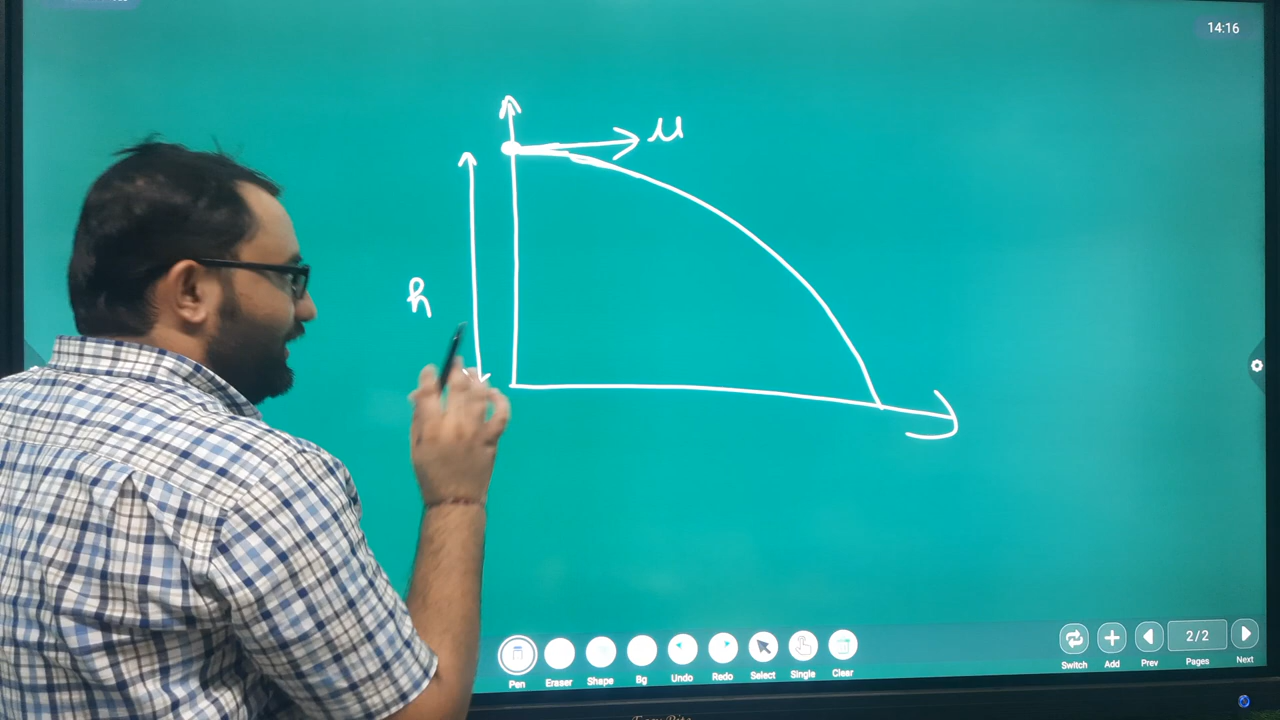 14:16
u
h
Pen Eraser Shape Bg Undo Redo Select Single Clear
Switch Add Prev 2/2 Pages Next